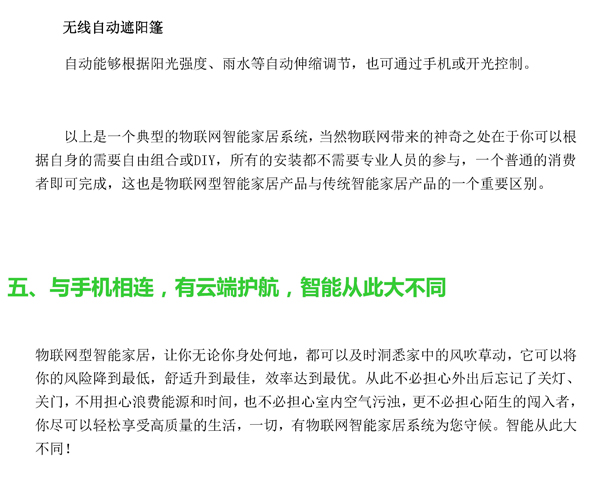 无线自动遮阳篷
自动能够根据阳光强度、雨水等自动伸缩调节，也可通过手机或开光控制。
以上是一个典型的物联网智能家居系统，当然物联网带来的神奇之处在于你可以根
据自身的需要自由组合或DIY，所有的安装都不需要专业人员的参与，一个普通的消费
者即可完成，这也是物联网型智能家居产品与传统智能家居产品的一个重要区别。
五、与手机相连，有云端护航，智能从此大不同
物联网型智能家居，让你无论你身处何地，都可以及时洞悉家中的风吹草动，它可以将
你的风险降到最低，舒适升到最佳，效率达到最优。从此不必担心外出后忘记了关灯、
关门，不用担心浪费能源和时间，也不必担心室内空气污浊，更不必担心陌生的闯入者，
你尽可以轻松享受高质量的生活，一切，有物联网智能家居系统为您守候。智能从此大
不同！